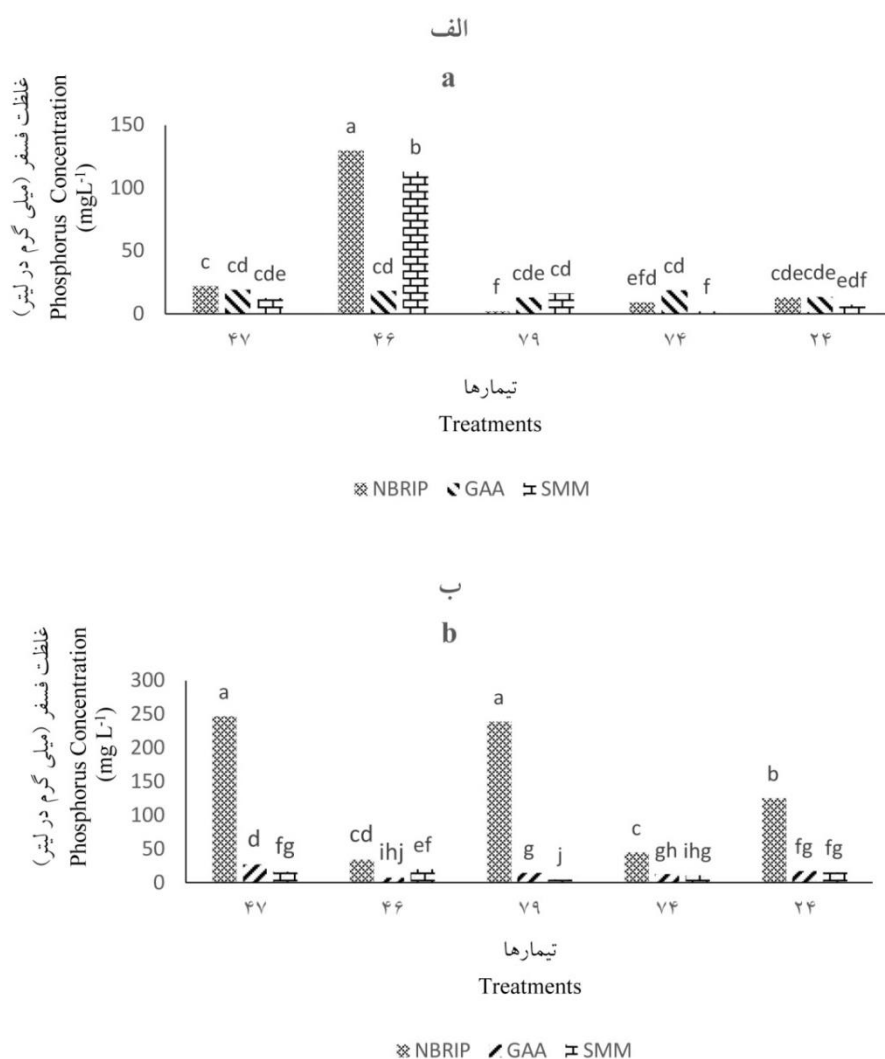 الف
a
غلظت فسفر (میلی گرم در لیتر)
Phosphorus Concentration
(mgL-1)
150
100
50
0
a
b
c
cd
cde
cd
f
cde
cd
efd
cd
f
cde
cde
edf
۴۷
۴۶
۷۹
۷۴
۲۴
تیمارها
Treatments
NBRIP GAA SMM
ب
b
غلظت فسفر (میلی گرم در لیتر)
Phosphorus Concentration
(mg L-1)
300
250
200
150
100
50
0
a
d
fg
cd
ihj
ef
a
g
j
c
gh
ihg
b
fg
fg
۴۷
۴۶
۷۹
۷۴
۲۴
تیمارها
Treatments
NBRIP GAA SMM